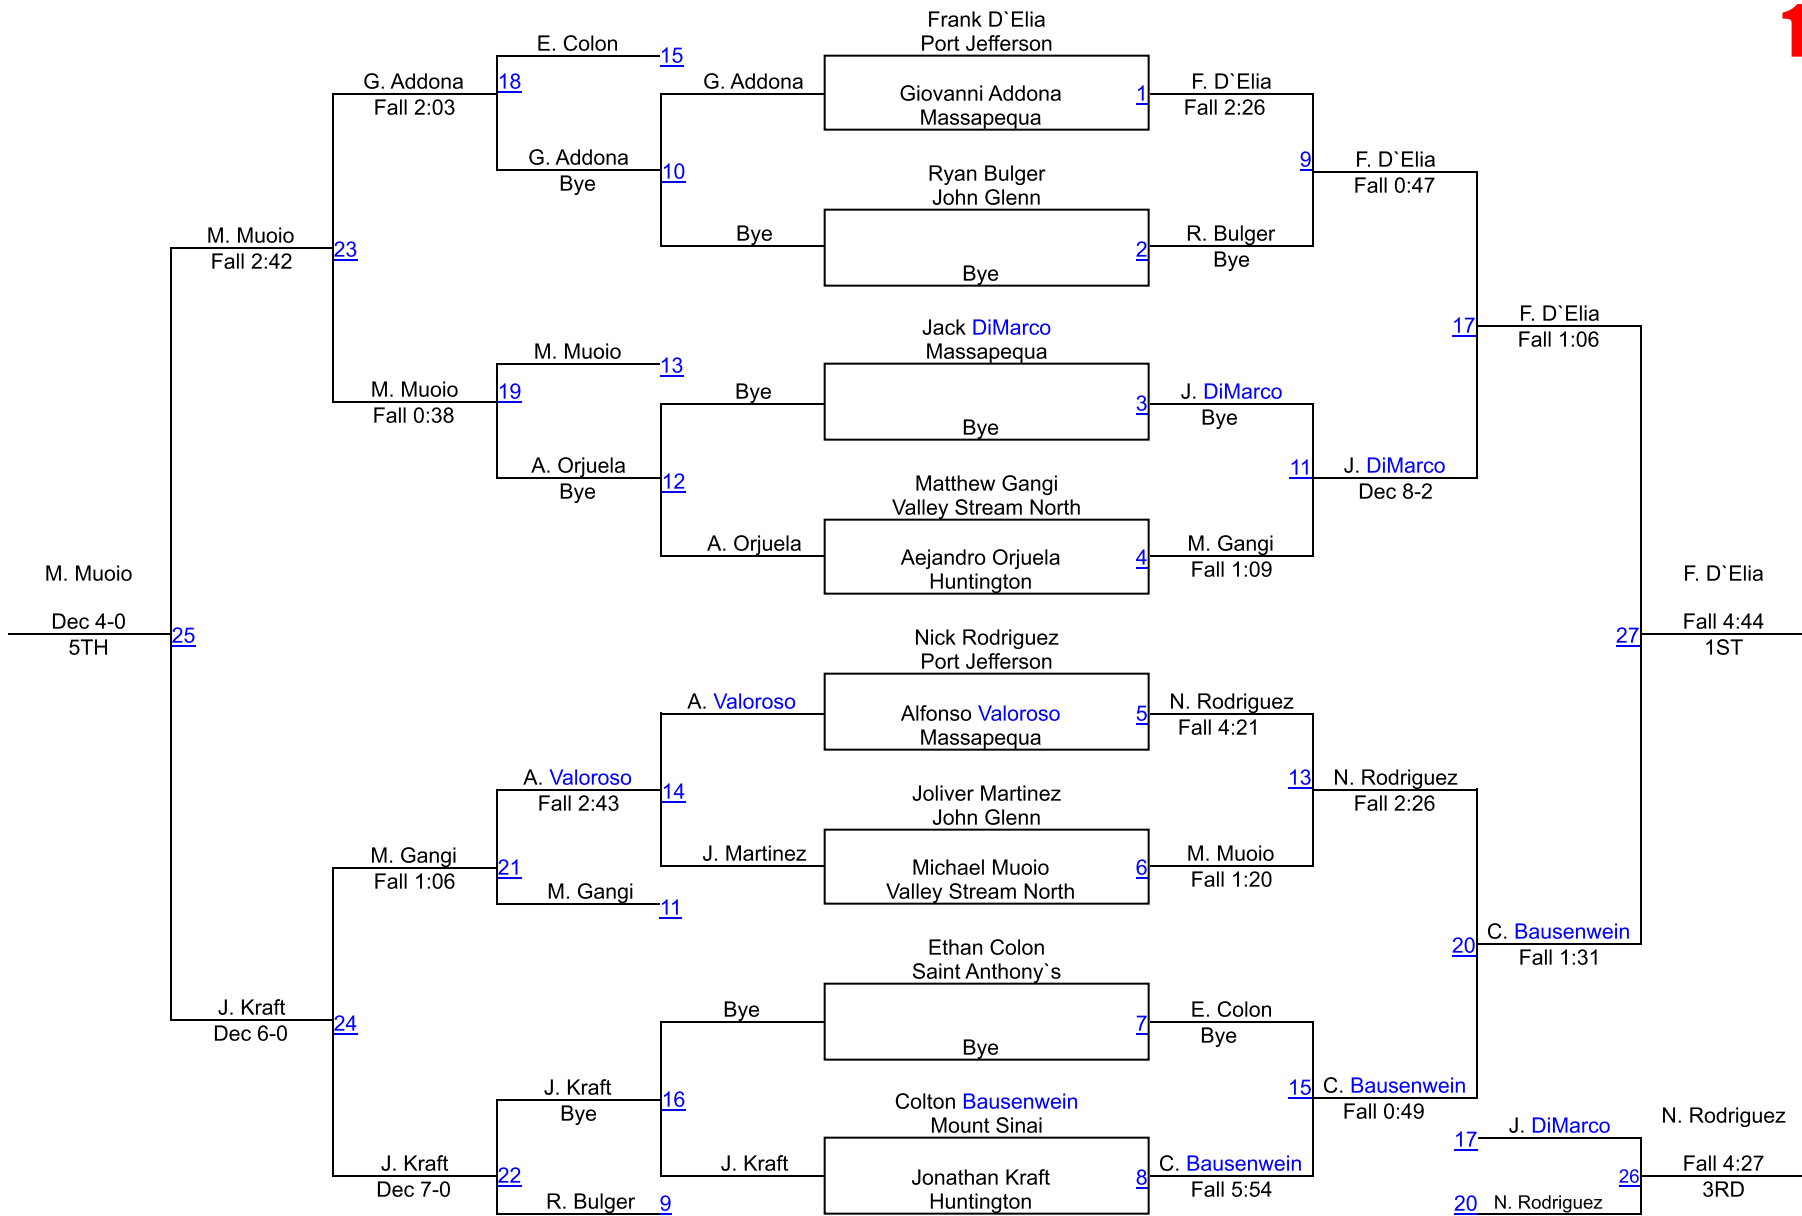 Frank D`Elia
Port Jefferson
1
E. Colon
15
G. Addona
Fall 2:03
18
G. Addona
Giovanni Addona
Massapequa
1
F. D`Elia
Fall 2:26
G. Addona
Bye
10
Ryan Bulger
John Glenn
9
F. D`Elia
Fall 0:47
M. Muoio
Fall 2:42
23
Bye
Bye
2
R. Bulger
Bye
Jack DiMarco
Massapequa
17
F. D`Elia
Fall 1:06
M. Muoio
13
M. Muoio
Fall 0:38
19
Bye
Bye
3
J. DiMarco
Bye
A. Orjuela
Bye
12
Matthew Gangi
Valley Stream North
11
J. DiMarco
Dec 8-2
A. Orjuela
Aejandro Orjuela
Huntington
4
M. Gangi
Fall 1:09
M. Muoio
Dec 4-0
5TH
25
F. D`Elia
27
Fall 4:44
1ST
Nick Rodriguez
Port Jefferson
A. Valoroso
Alfonso Valoroso
Massapequa
5
N. Rodriguez
Fall 4:21
A. Valoroso
Fall 2:43
14
Joliver Martinez
John Glenn
13
N. Rodriguez
Fall 2:26
M. Gangi
Fall 1:06
21
J. Martinez
Michael Muoio
Valley Stream North
6
M. Muoio
Fall 1:20
M. Gangi
11
Ethan Colon
Saint Anthony`s
20
C. Bausenwein
Fall 1:31
J. Kraft
Dec 6-0
24
Bye
Bye
7
E. Colon
Bye
J. Kraft
Bye
16
Colton Bausenwein
Mount Sinai
15
C. Bausenwein
Fall 0:49
J. Kraft
Dec 7-0
22
J. Kraft
Jonathan Kraft
Huntington
8
C. Bausenwein
Fall 5:54
R. Bulger
9
17
J. DiMarco
N. Rodriguez
26
Fall 4:27
3RD
20
N. Rodriguez